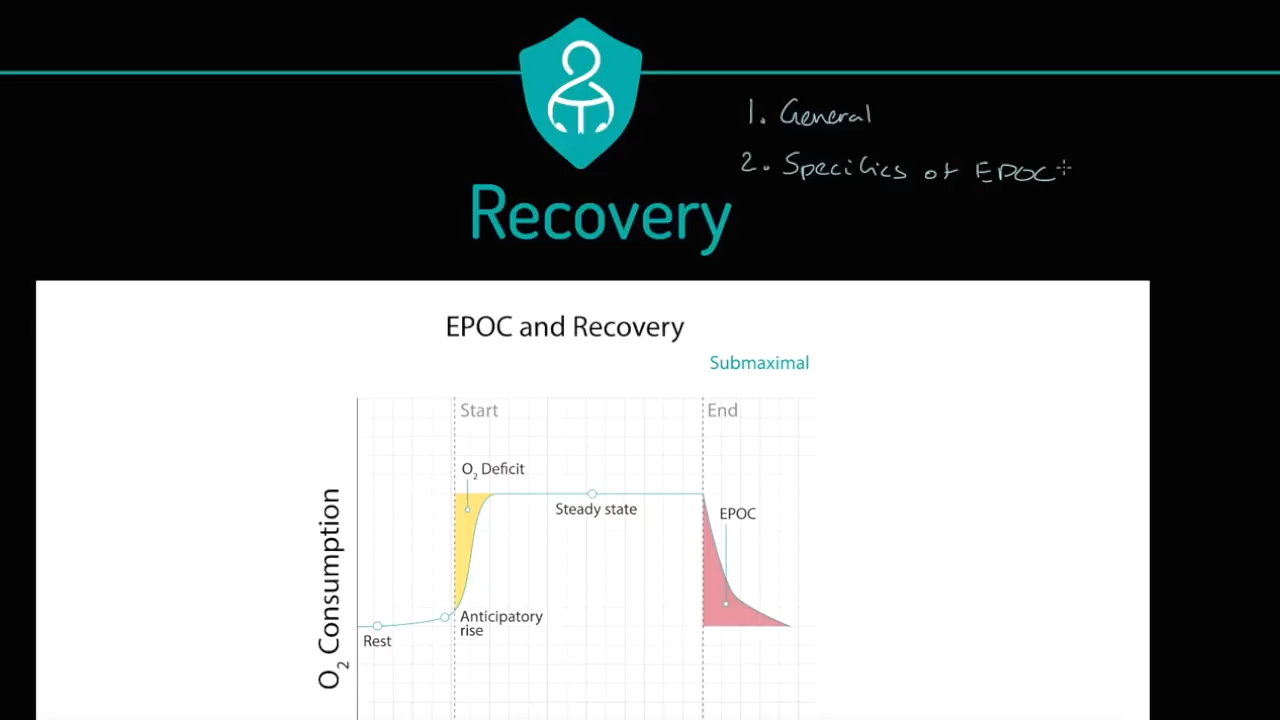 1. General
2. Specifics of EPOC
Recovery
EPOC and Recovery
Submaximal
Start
End
O2 Deficit
Steady state
EPOC
Anticipatory
rise
Rest
O2 Consumption